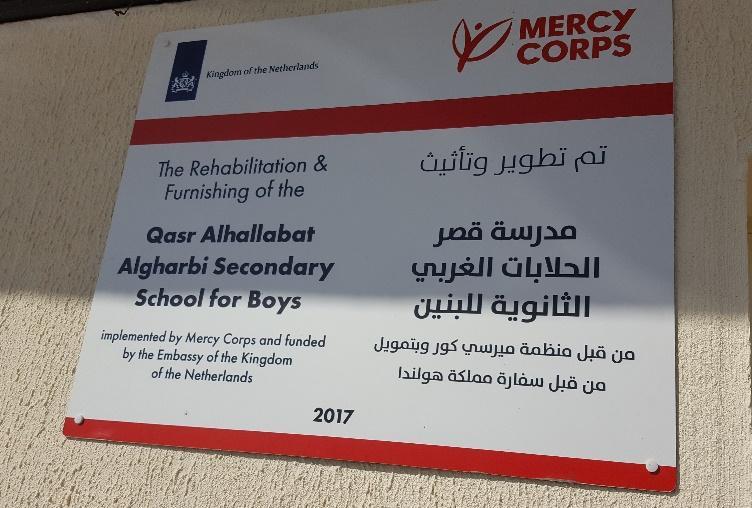 Kingdom of the Netherlands
MERCY
CORPS
The Rehabilitation &
Furnishing of the
Qasr Alhallabat
Algharbi Secondary
School for Boys
implemented by Mercy Corps and funded
by the Embassy of the Kingdom
of the Netherlands
تم تطوير وتأثيث
مدرسة قصر
الحلابات الغربي
الثانوية للبنين
من قبل منظمة ميرسي كور وبتمويل
من قبل سفارة مملكة هولندا
2017